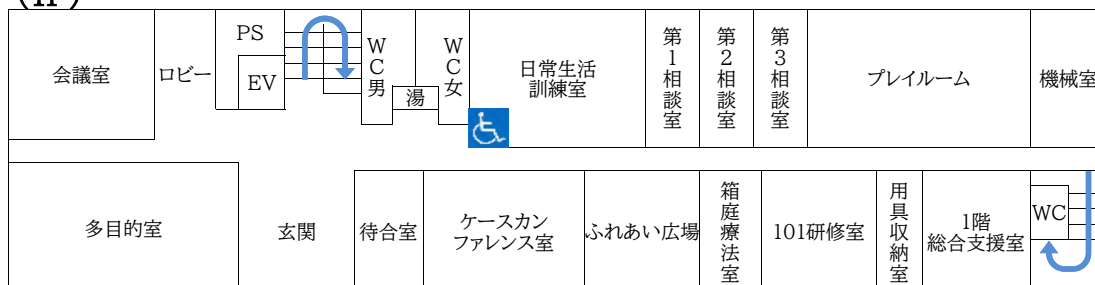 (1F)
会議室
ロビー
PS
EV
WC男
湯
WC女
日常生活
訓練室
第1相談室
第2相談室
第3相談室
プレイルーム
機械室
多目的室
玄関
待合室
ケースカン
ファレンス室
ふれあい広場
箱庭療法室
101研修室
用具収納室
1階
総合支援室
WC